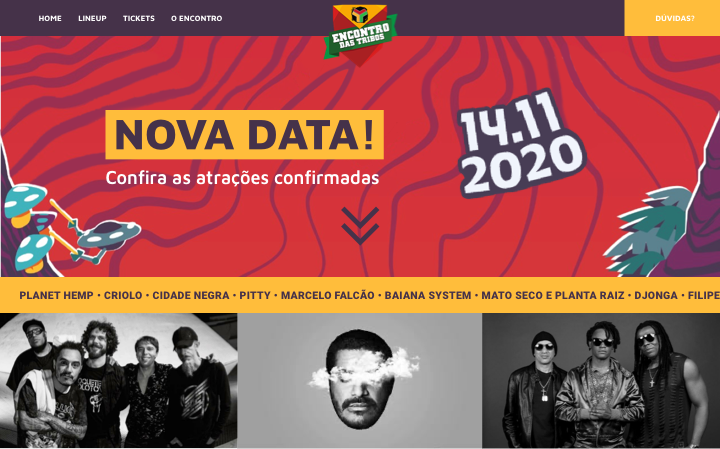 HOME LINEUP TICKETS O ENCONTRO
DÚVIDAS?
ENCONTRO
DAS TRIBOS
NOVA DATA!
Confira as atrações confirmadas
14.11
2020
PLANET HEMP • CRIOLO • CIDADE NEGRA • PITTY • MARCELO FALCÃO • BAIANA SYSTEM • MATO SECO E PLANTA RAIZ • DJONGA • FILIPE